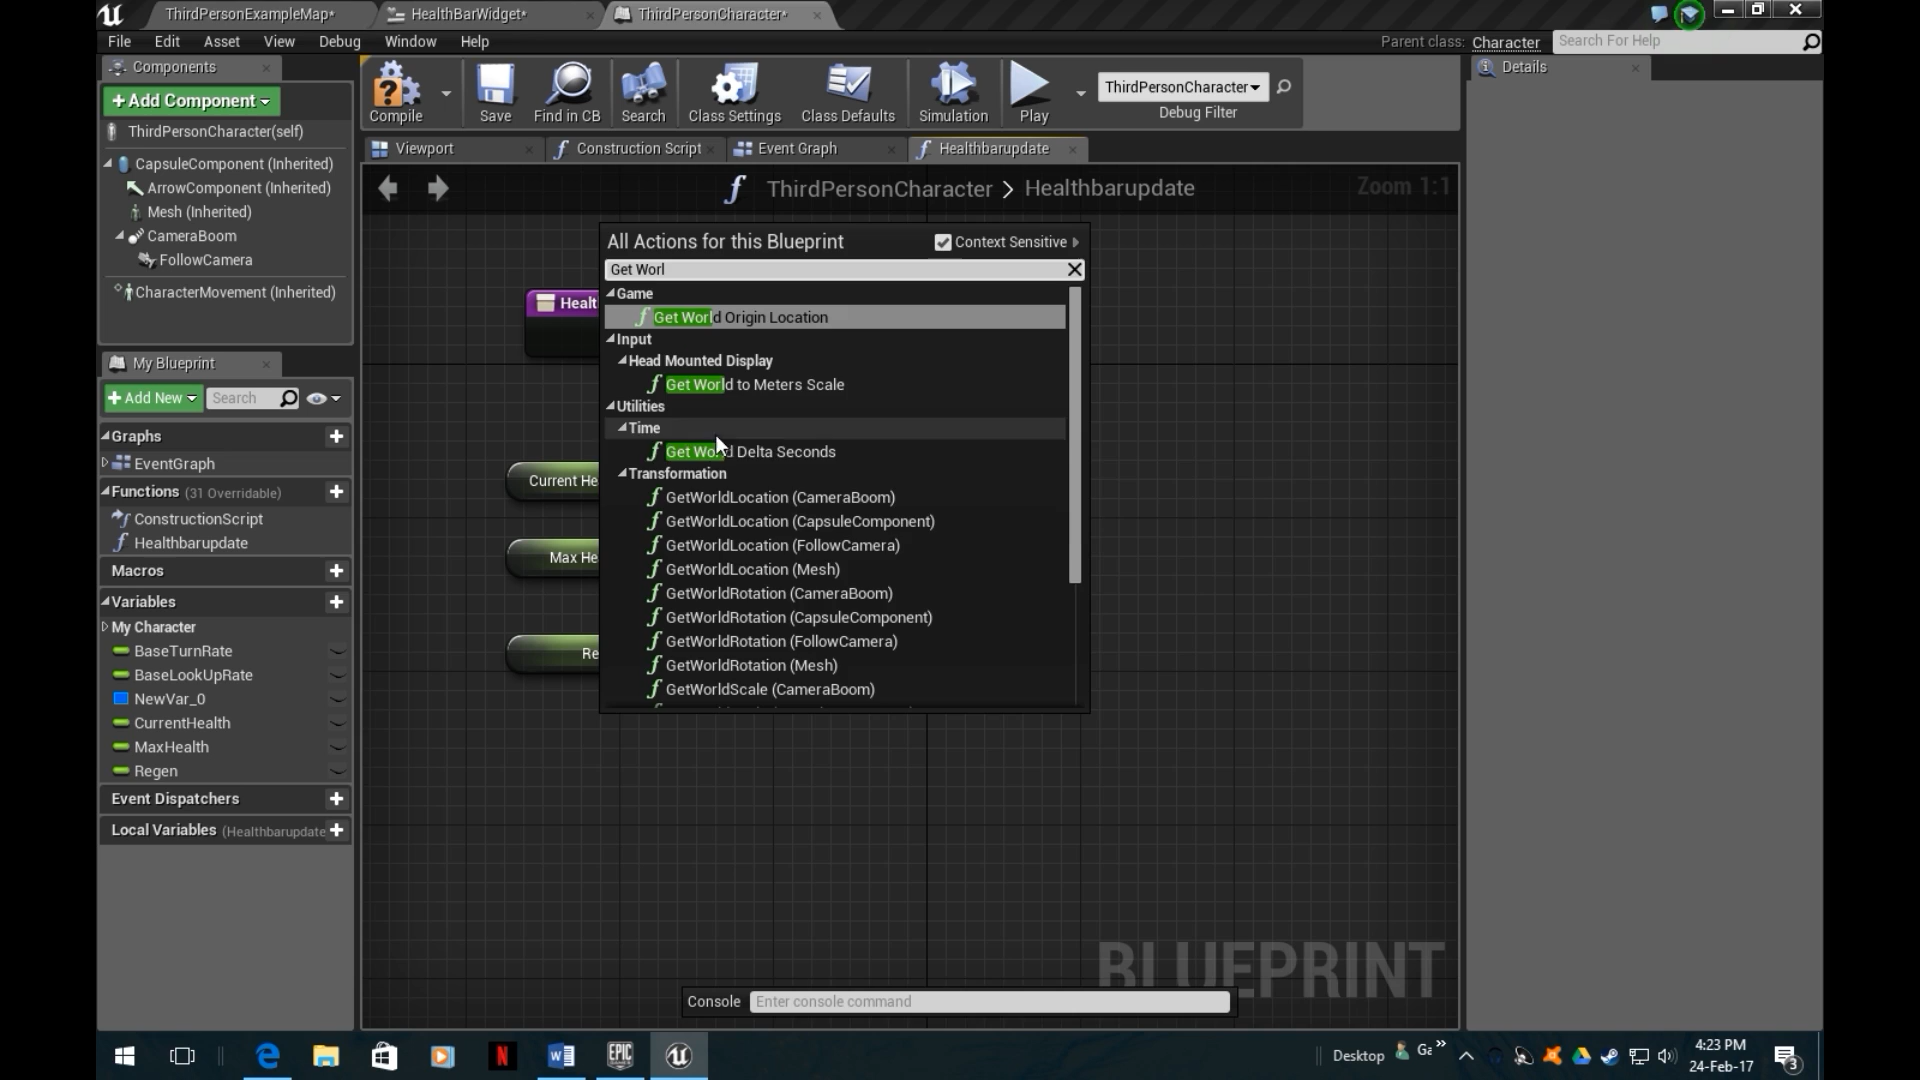 ThirdPersonExampleMap*
HealthBarWidget*
ThirdPersonCharacter*
File Edit Asset View Debug Window Help
Parent class: Character
Search For Help
Components
+Add Component
ThirdPersonCharacter(self)
CapsuleComponent (Inherited)
ArrowComponent (Inherited)
Mesh (Inherited)
CameraBoom
FollowCamera
CharacterMovement (Inherited)
Compile
Save
Find in CB
Search
Class Settings
Class Defaults
Simulation
Play
ThirdPersonCharacter
Debug Filter
Details
Viewport
Construction Script
Event Graph
Healthbarupdate
ThirdPersonCharacter > Healthbarupdate
Zoom 1:1
Healt
Current He
Max He
Re
All Actions for this Blueprint
Context Sensitive
Get Worl
Game
Get World Origin Location
Input
Head Mounted Display
Get World to Meters Scale
Utilities
Time
Get World Delta Seconds
Transformation
GetWorldLocation (CameraBoom)
GetWorldLocation (CapsuleComponent)
GetWorldLocation (FollowCamera)
GetWorldLocation (Mesh)
GetWorldRotation (CameraBoom)
GetWorldRotation (CapsuleComponent)
GetWorldRotation (FollowCamera)
GetWorldRotation (Mesh)
GetWorldScale (CameraBoom)
My Blueprint
+Add New
Search
Graphs
EventGraph
Functions (31 Overridable)
ConstructionScript
Healthbarupdate
Macros
Variables
My Character
BaseTurnRate
BaseLookUpRate
NewVar_0
CurrentHealth
MaxHealth
Regen
Event Dispatchers
Local Variables (Healthbarupdate
BLUEPRINT
Console
Enter console command
EPIC
Desktop
Ga
4:23 PM
24-Feb-17
3